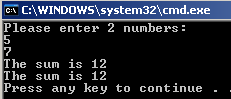 C:\WINDOWS\system32\cmd.exe
Please enter 2 numbers:
5
7
The sum is 12
The sum is 12
Press any key to continue . .